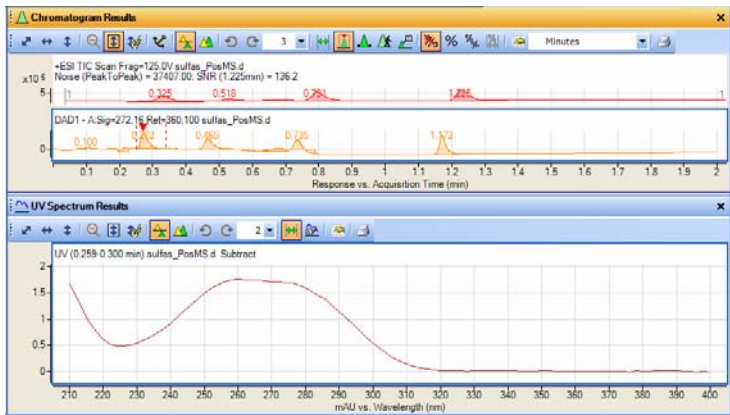 Chromatogram Results
3
%
%
%
Minutes
+ESI TIC Scan Frag=125.0V sulfas_PosMS.d
Noise (PeakToPeak) = 37407.00; SNR (1.225min) = 136.2
x10 6
5
1 0.325 0.518 0.791 1.225 1
DAD1 - A:Sig=272,16 Ref=360,100 sulfas_PosMS.d
0.100 0.465 0.735 1.172
0
0.1 0.2 0.3 0.4 0.5 0.6 0.7 0.8 0.9 1 1.1 1.2 1.3 1.4 1.5 1.6 1.7 1.8 1.9 2
Response vs. Acquisition Time (min)
UV Spectrum Results
2
UV (0.259-0.300 min) sulfas_PosMS.d Subtract
2
1.5
1
0.5
0
210 220 230 240 250 260 270 280 290 300 310 320 330 340 350 360 370 380 390 400
mAU vs. Wavelength (nm)